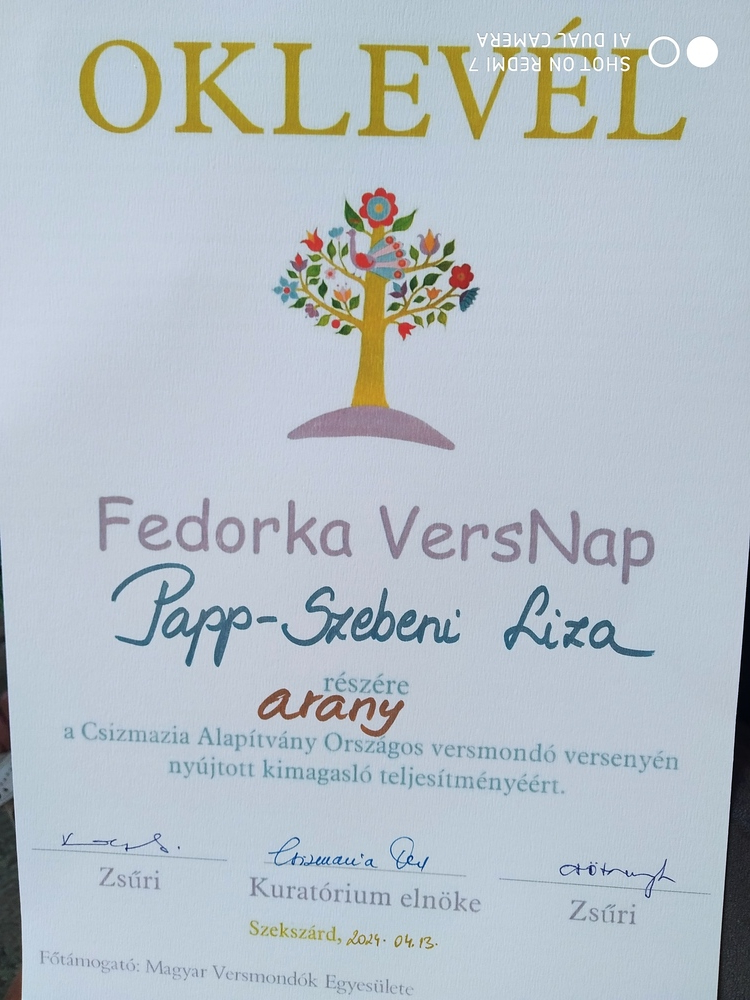 OKLEVÉL
SHOT ON REDMI 7
AI DUAL CAMERA
Fedorka VersNap
Papp-Szebeni Liza
részére
arany
a Csizmazia Alapítvány Országos versmondó versenyén
nyújtott kimagasló teljesítményéért.
Zsűri
Kuratórium elnöke
Zsűri
Szekszárd, 2024. 04.13.
Főtámogató: Magyar Versmondók Egyesülete